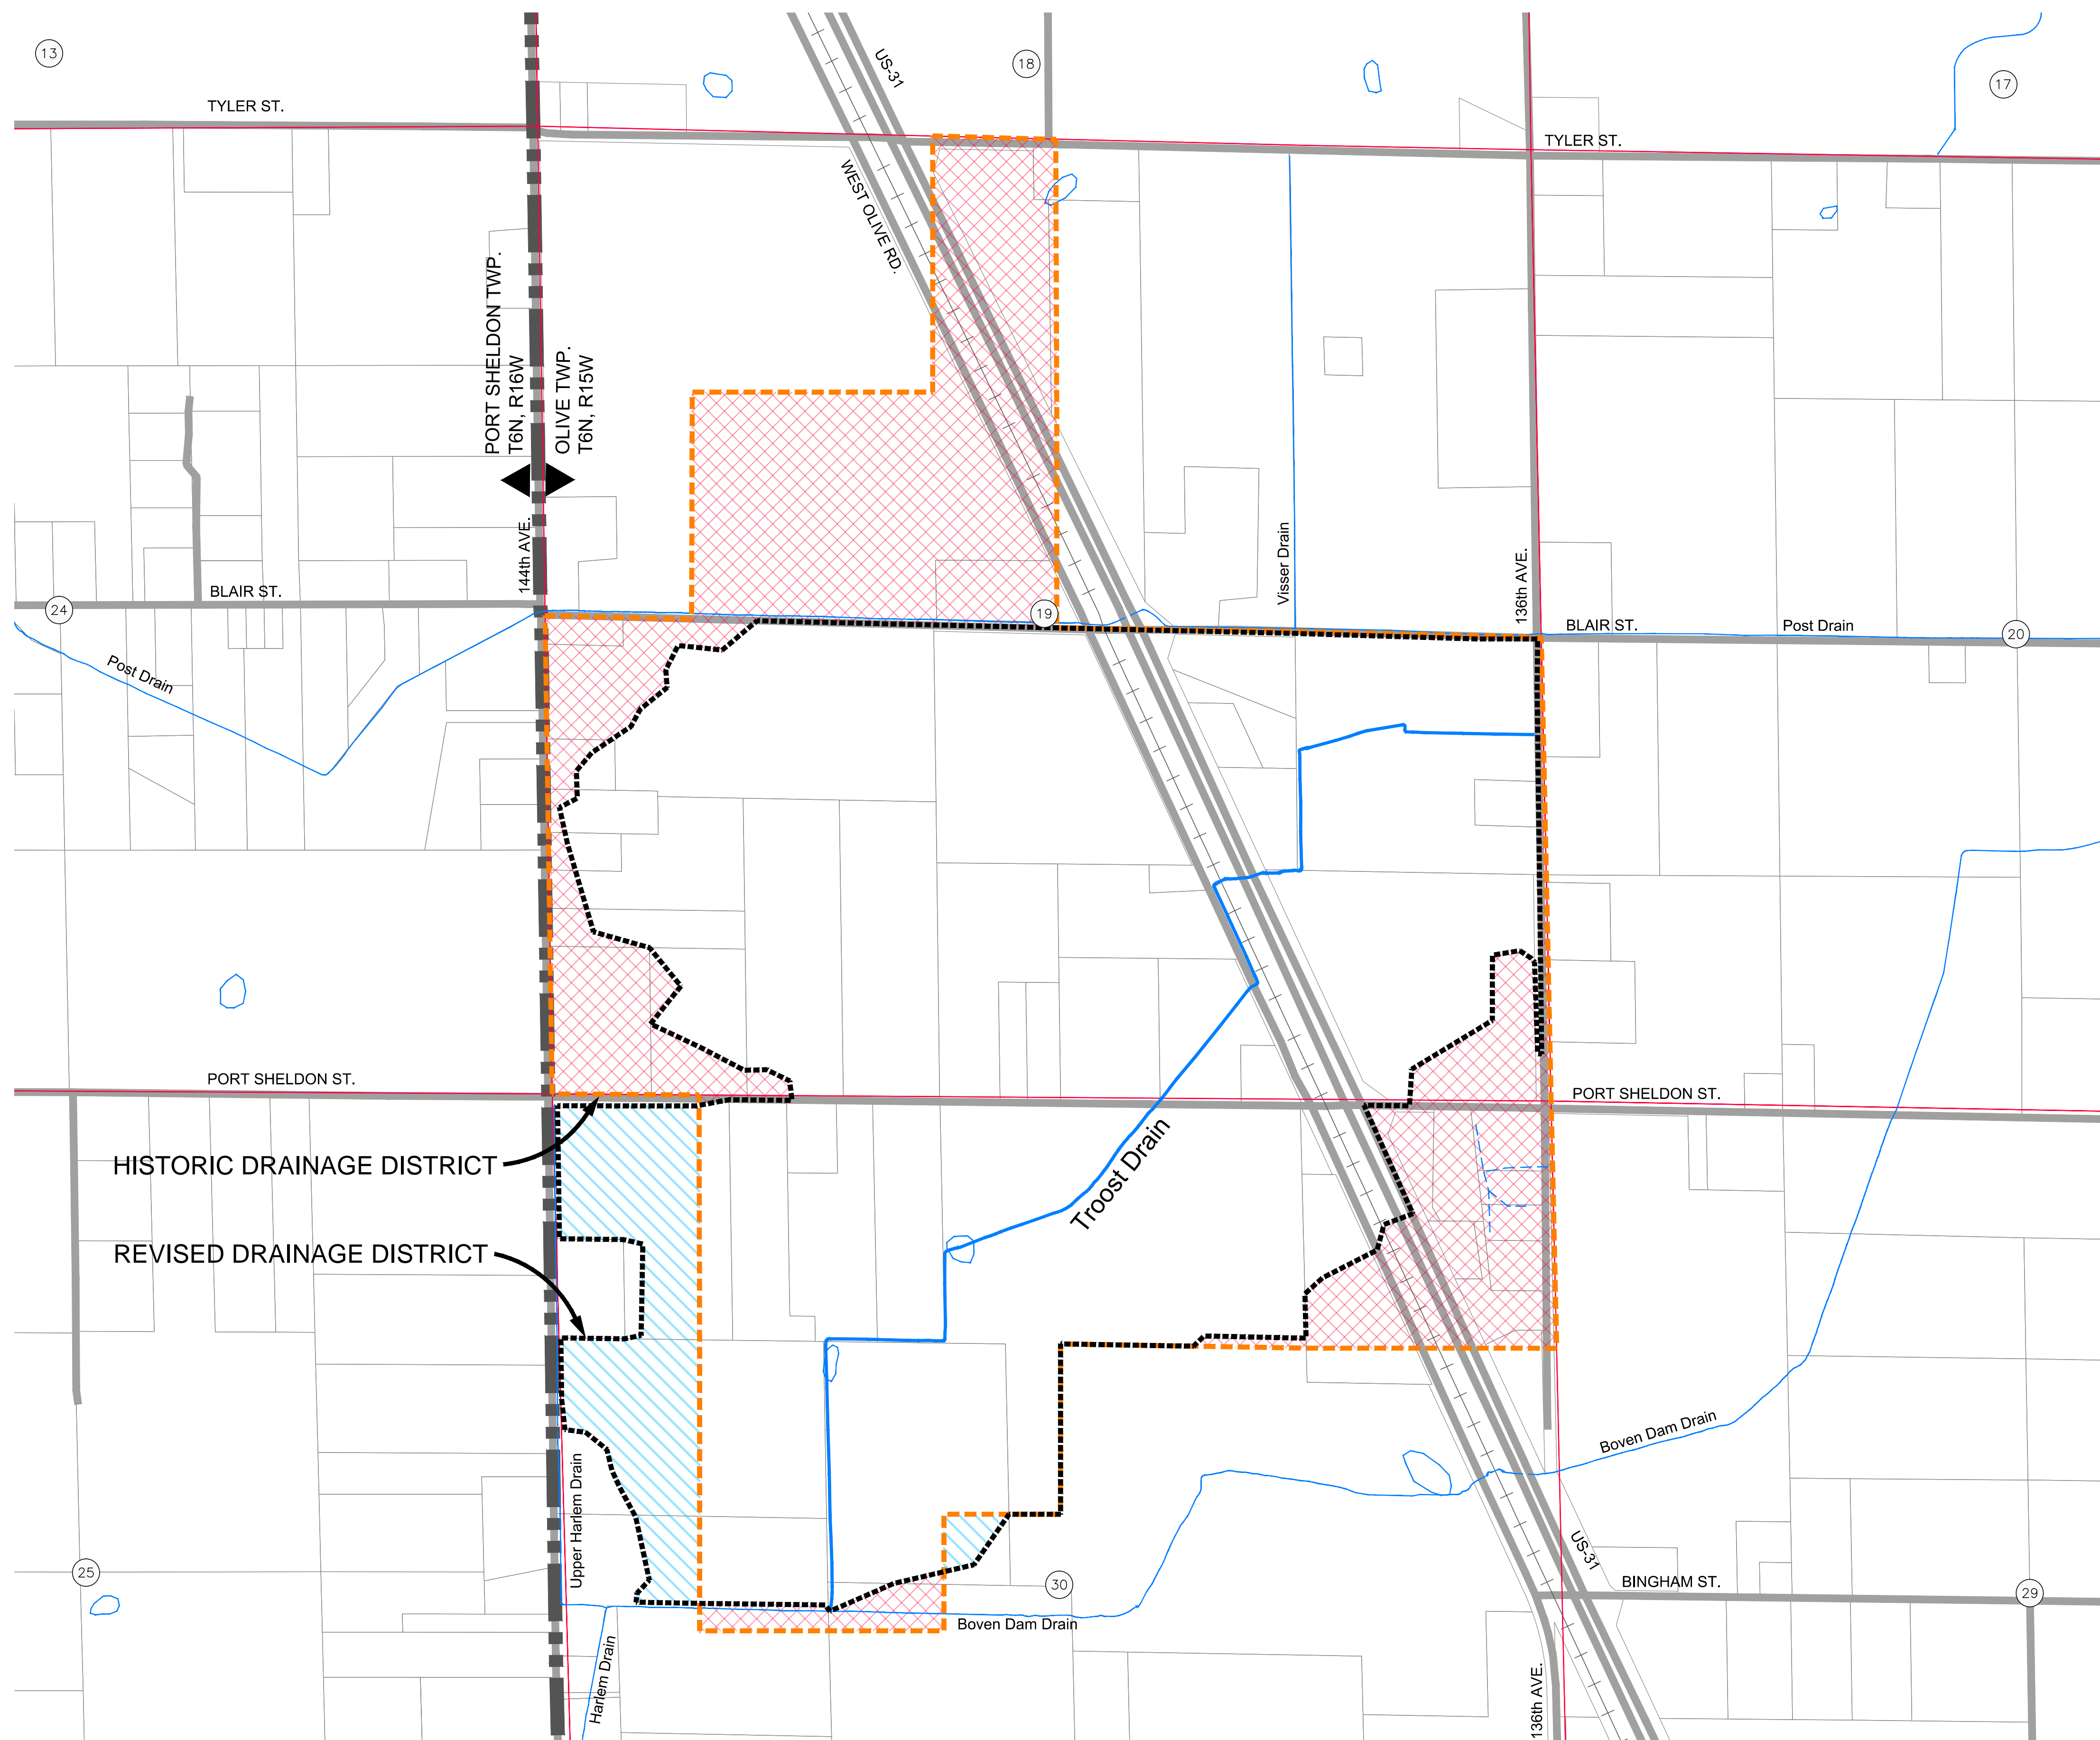 13
18
17
US-31
TYLER ST.
TYLER ST.
WEST OLIVE RD.
PORT SHELDON TWP.
T6N, R16W
OLIVE TWP.
T6N, R15W
144th AVE.
Visser Drain
136th AVE.
BLAIR ST.
24
19
BLAIR ST.
Post Drain
20
Post Drain
PORT SHELDON ST.
PORT SHELDON ST.
HISTORIC DRAINAGE DISTRICT
Troost Drain
REVISED DRAINAGE DISTRICT
Boven Dam Drain
Upper Harlem Drain
US-31
25
30
BINGHAM ST.
29
Boven Dam Drain
Harlem Drain
136th AVE.